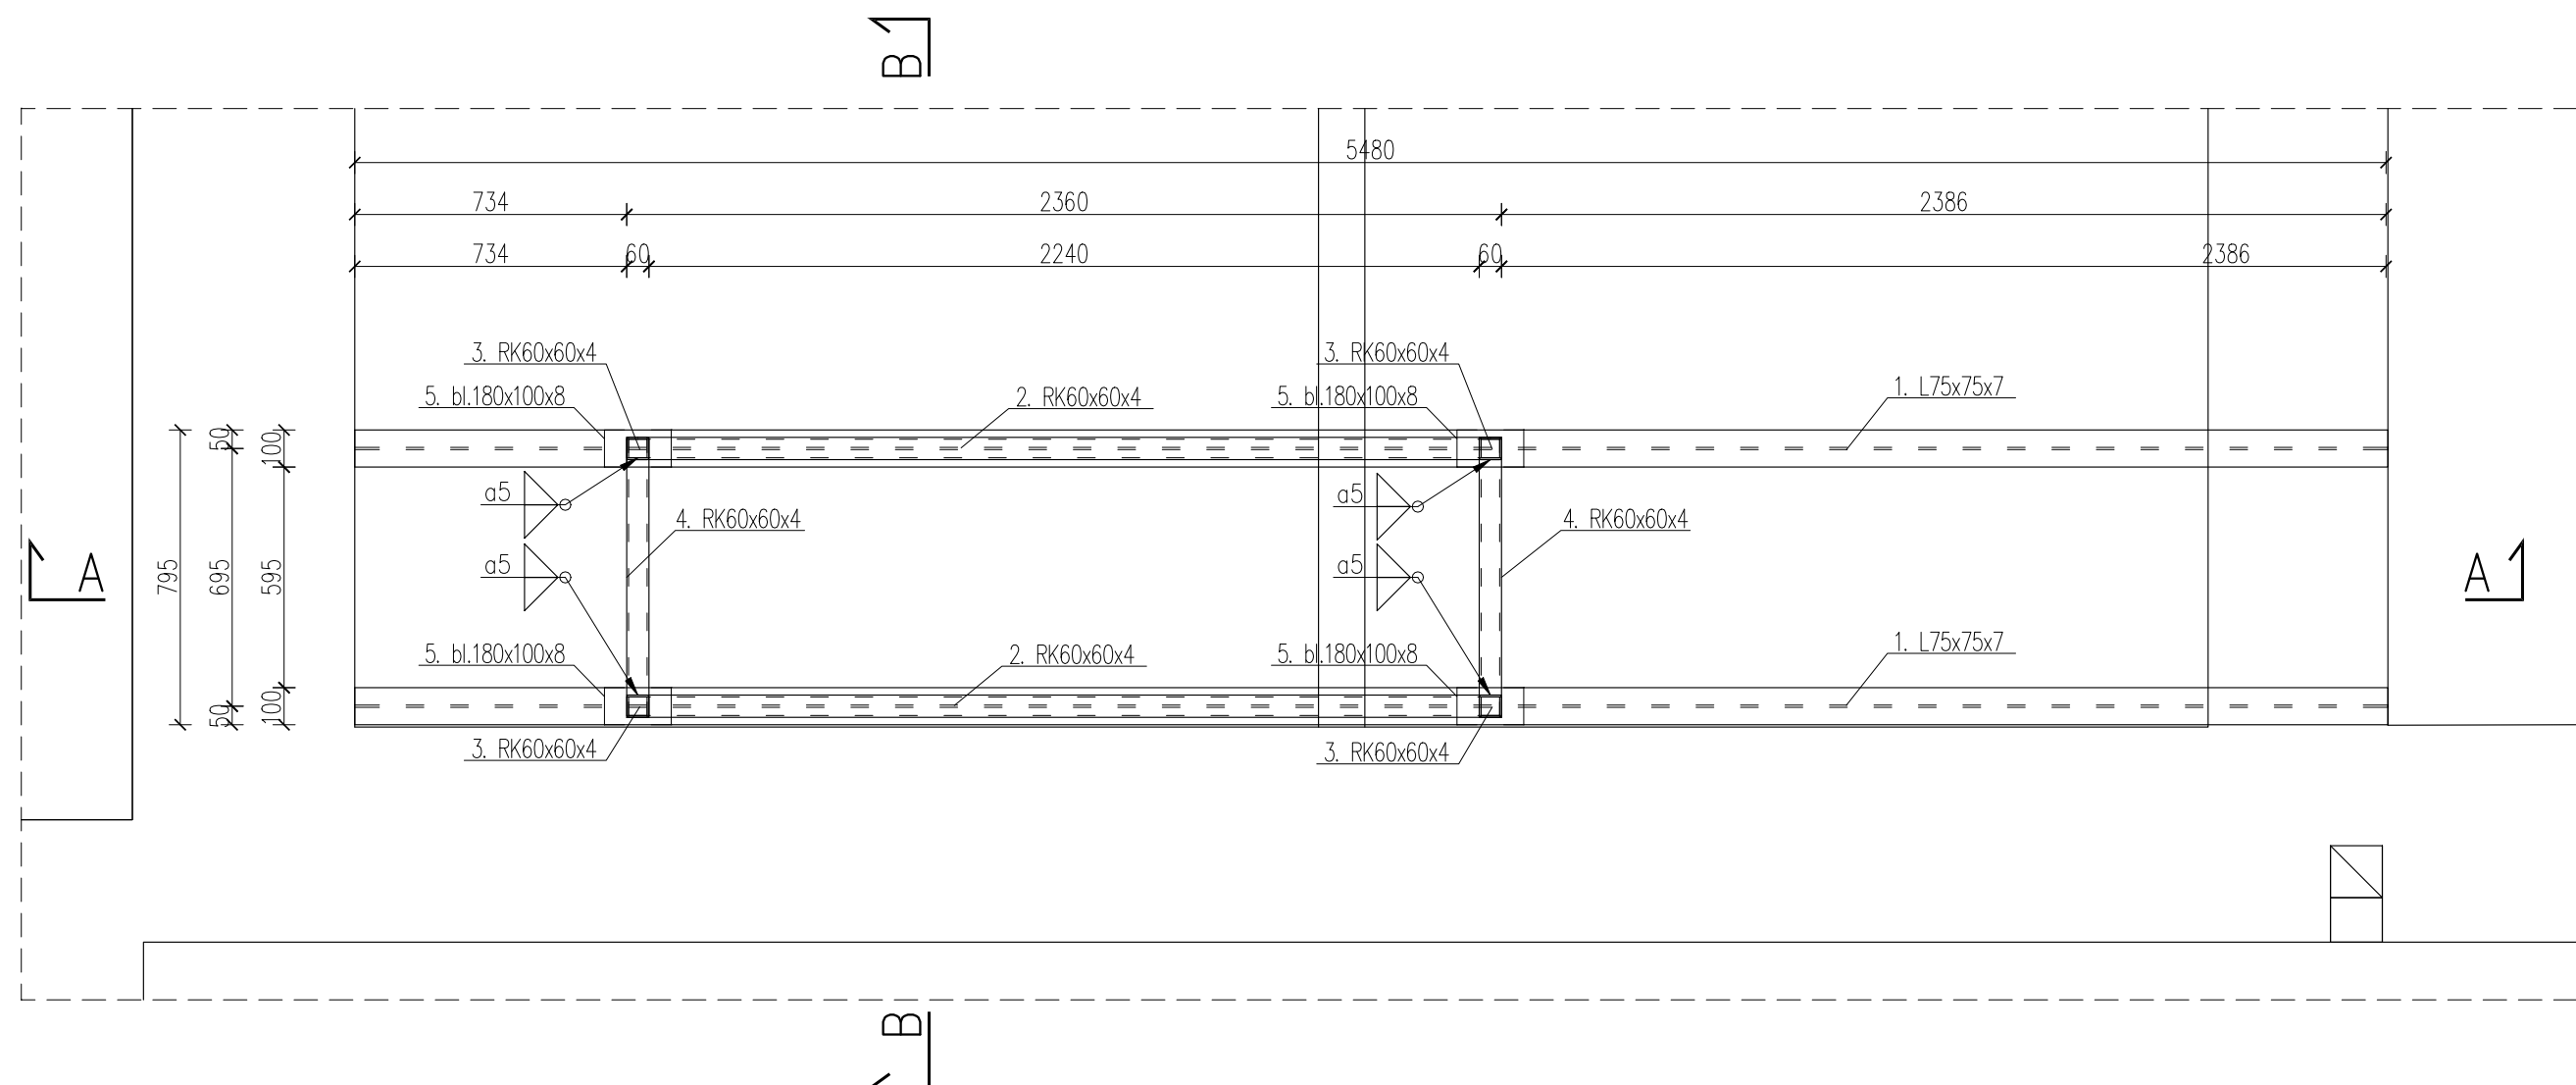 B
5480
734 2360 2386
734 60 2240 60 2386
3. RK60x60x4 3. RK60x60x4
5. bl.180x100x8 2. RK60x60x4 5. bl.180x100x8 1. L75x75x7
50 100
a5 a5
4. RK60x60x4 4. RK60x60x4
A 795 695 595 a5 a5 A
5. bl.180x100x8 2. RK60x60x4 5. bl.180x100x8 1. L75x75x7
50 100
3. RK60x60x4 3. RK60x60x4
B